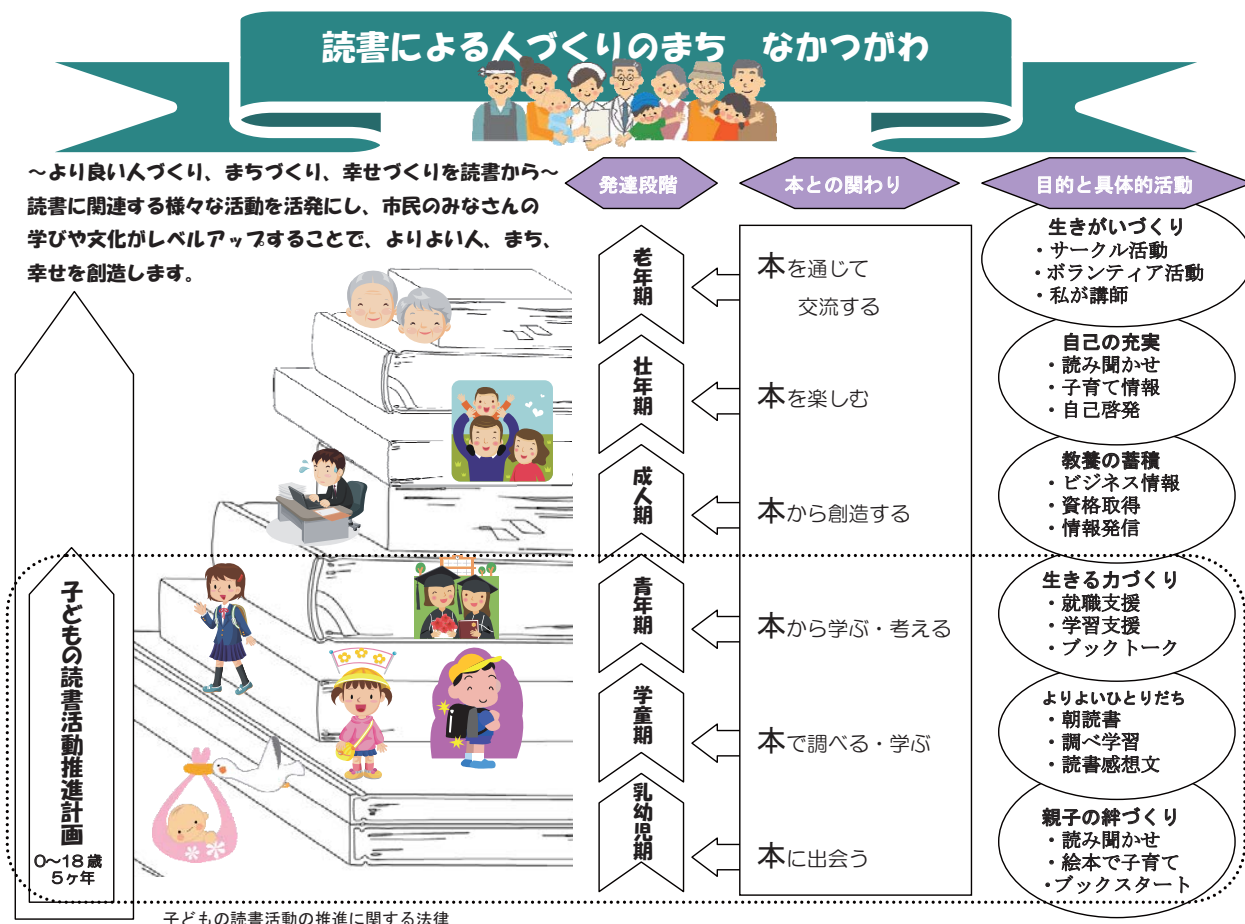 読書による人づくりのまち　なかつがわ
～より良い人づくり、まちづくり、幸せづくりを読書から～
読書に関連する様々な活動を活発にし、市民のみなさんの
学びや文化がレベルアップすることで、よりよい人、まち、
幸せを創造します。
発達段階
本との関わり
目的と具体的活動
老年期
本を通じて
交流する
生きがいづくり
・サークル活動
・ボランティア活動
・私が講師
壮年期
本を楽しむ
自己の充実
・読み聞かせ
・子育て情報
・自己啓発
成人期
本から創造する
教養の蓄積
・ビジネス情報
・資格取得
・情報発信
青年期
本から学ぶ・考える
生きる力づくり
・就職支援
・学習支援
・ブックトーク
学童期
本で調べる・学ぶ
よりよいひとりだち
・朝読書
・調べ学習
・読書感想文
乳幼児期
本に出会う
親子の絆づくり
・読み聞かせ
・絵本で子育て
・ブックスタート
子どもの読書活動推進計画
0～18歳
5ヶ年
子どもの読書活動の推進に関する法律